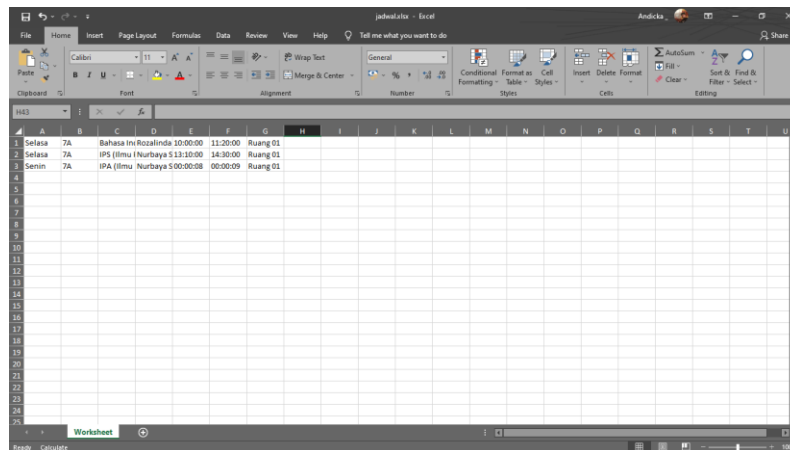 jadwal.xlsx - Excel
Andicka_
File Home Insert Page Layout Formulas Data Review View Help Tell me what you want to do Share
Paste
Calibri 11 A A
B I U A
Wrap Text
Merge & Center
General
% ,
Conditional Formatting
Format as Table
Cell Styles
Insert Delete Format
AutoSum
Fill
Clear
Sort & Filter
Find & Select
Clipboard Font Alignment Number Styles Cells Editing
H43 fx
A B C D E F G H I J K L M N O P Q R S T U
1 Selasa 7A Bahasa In Rozalinda 10:00:00 11:20:00 Ruang 01
2 Selasa 7A IPS (Ilmu Nurbaya S 13:10:00 14:30:00 Ruang 01
3 Senin 7A IPA (Ilmu Nurbaya S 00:00:08 00:00:09 Ruang 01
4
5
6
7
8
9
10
11
12
13
14
15
16
17
18
19
20
21
22
23
24
25
Worksheet
Ready Calculate